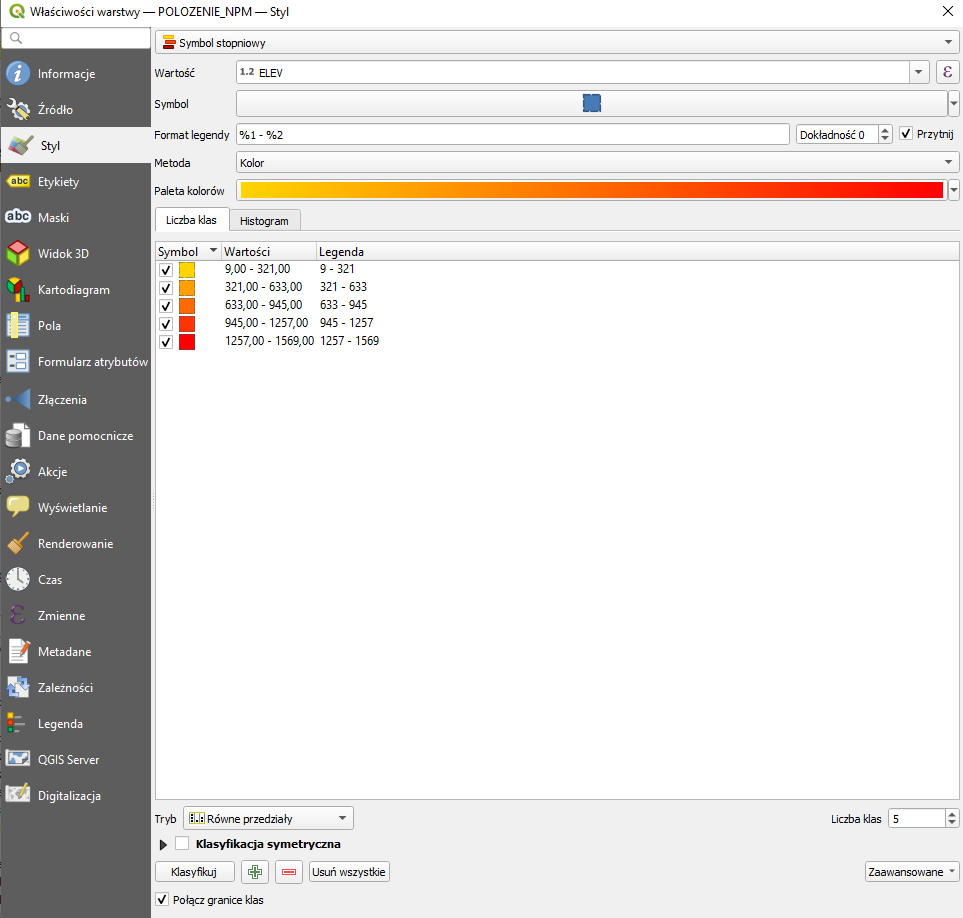 Właściwości warstwy — POLOZENIE_NPM — Styl
Informacje
Źródło
Styl
abc Etykiety
abc Maski
Widok 3D
Kartodiagram
Pola
Formularz atrybutów
Złączenia
Dane pomocnicze
Akcje
Wyświetlanie
Renderowanie
Czas
Zmienne
Metadane
Zależności
Legenda
QGIS Server
Digitalizacja
Symbol stopniowy
Wartość 1.2 ELEV ε
Symbol
Format legendy %1 - %2 Dokładność 0 Przytnij
Metoda Kolor
Paleta kolorów
Liczba klas Histogram
Symbol Wartości Legenda
9,00 - 321,00 9 - 321
321,00 - 633,00 321 - 633
633,00 - 945,00 633 - 945
945,00 - 1257,00 945 - 1257
1257,00 - 1569,00 1257 - 1569
Tryb Równe przedziały Liczba klas 5
Klasyfikacja symetryczna
Klasyfikuj Usuń wszystkie Zaawansowane
Połącz granice klas